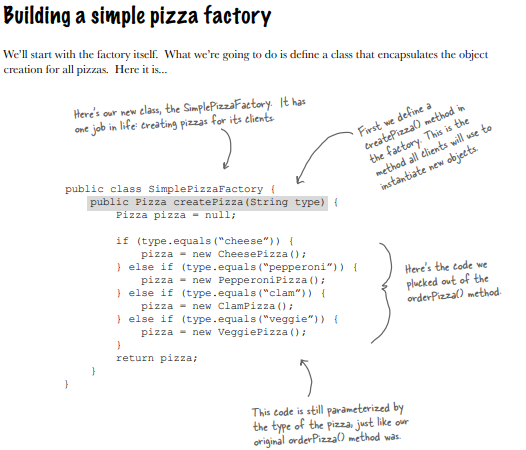 Building a simple pizza factory
We'll start with the factory itself. What we're going to do is define a class that encapsulates the object
creation for all pizzas. Here it is...
Here's our new class, the SimplePizzaFactory. It has
one job in life: creating pizzas for its clients.
First we define a
createPizza() method in
the factory. This is the
method all clients will use to
instantiate new objects.
public class SimplePizzaFactory {
public Pizza createPizza(String type) {
Pizza pizza = null;
if (type.equals(“cheese”)) {
pizza = new CheesePizza();
} else if (type.equals(“pepperoni”)) {
pizza = new PepperoniPizza();
} else if (type.equals(“clam”)) {
pizza = new ClamPizza();
} else if (type.equals(“veggie”)) {
pizza = new VeggiePizza();
}
return pizza;
}
}
Here's the code we
plucked out of the
orderPizza() method.
This code is still parameterized by
the type of the pizza, just like our
original orderPizza() method was.